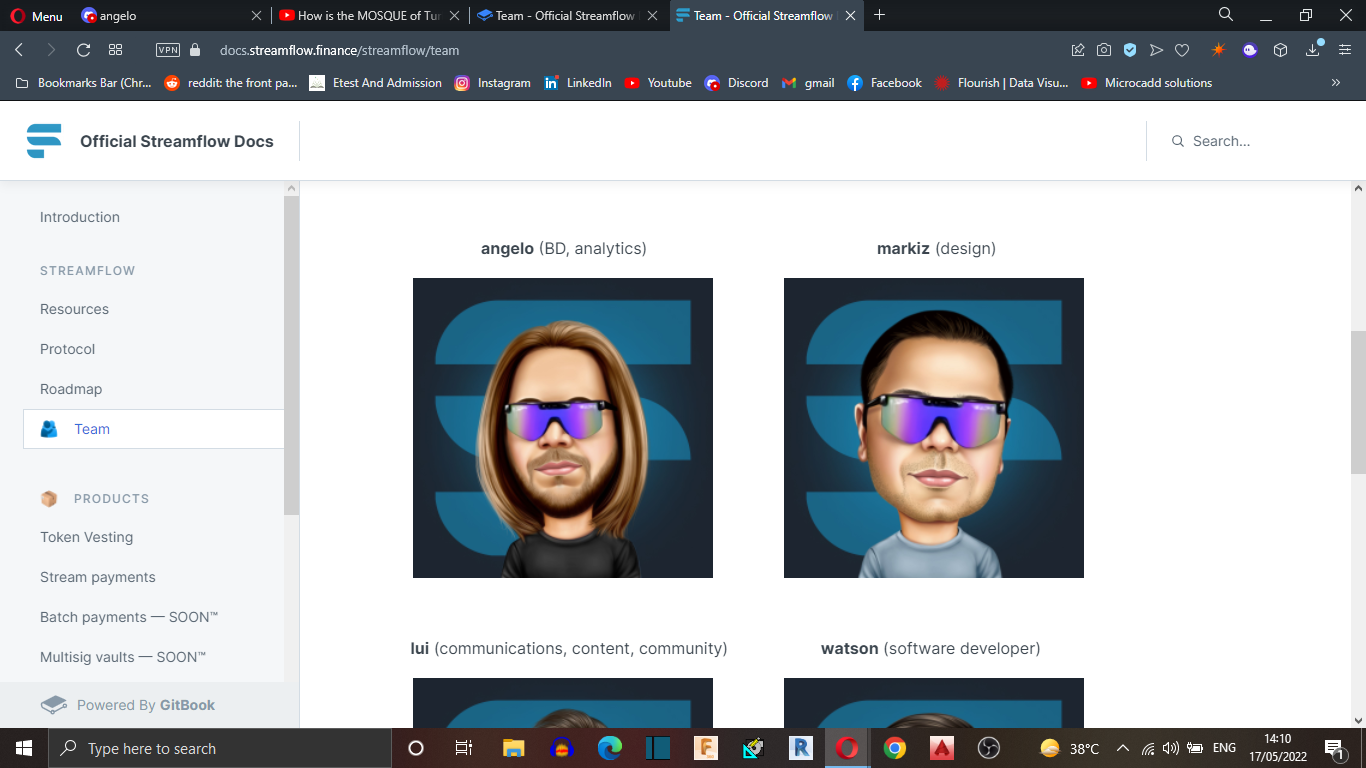 Menu
angelo
How is the MOSQUE of Tur
Team - Official Streamflow
Team - Official Streamflow
VPN
docs.streamflow.finance/streamflow/team
Bookmarks Bar (Chr...
reddit: the front pa...
Etest And Admission
Instagram
LinkedIn
Youtube
Discord
gmail
Facebook
Flourish | Data Visu...
Microcadd solutions
Official Streamflow Docs
Search...
Introduction
STREAMFLOW
Resources
Protocol
Roadmap
Team
PRODUCTS
Token Vesting
Stream payments
Batch payments — SOON™
Multisig vaults — SOON™
Powered By GitBook
angelo (BD, analytics)
markiz (design)
lui (communications, content, community)
watson (software developer)
Type here to search
38°C
ENG
14:10
17/05/2022
1